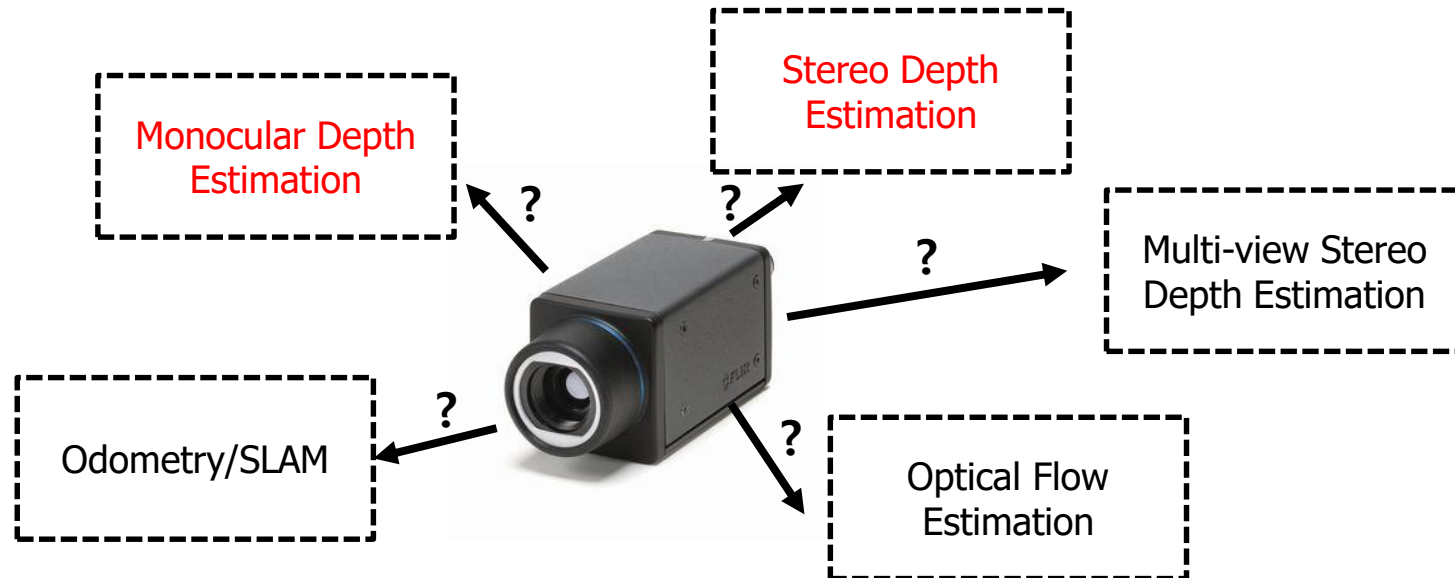 Stereo Depth
Estimation
Monocular Depth
Estimation
?
?
Multi-view Stereo
Depth Estimation
?
FLIR
?
Odometry/SLAM
?
Optical Flow
Estimation